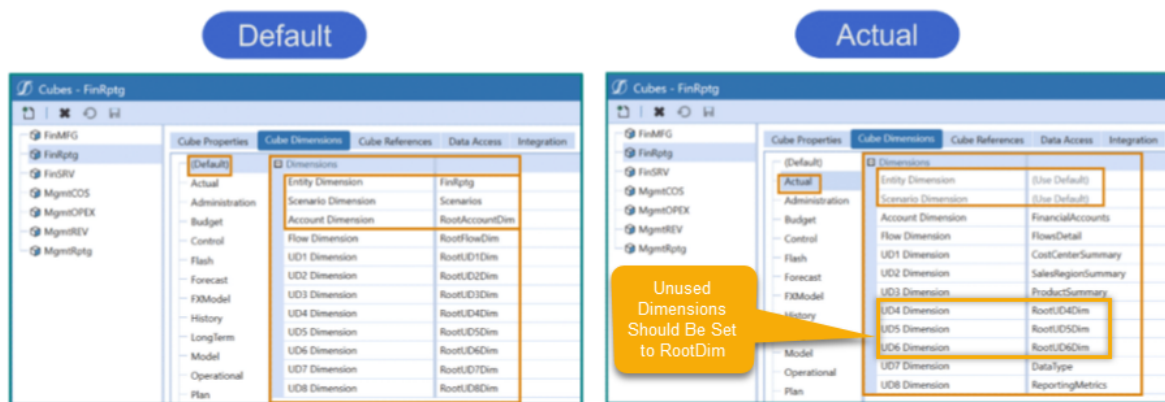 Default
Cubes - FinRptg
FinMFG
FinRptg
FinSRV
MgmtCOS
MgmtOPEX
MgmtREV
MgmtRptg
Cube Properties Cube Dimensions Cube References Data Access Integration
(Default)
Actual
Administration
Budget
Control
Flash
Forecast
FXModel
History
LongTerm
Model
Operational
Plan
Dimensions
Entity Dimension FinRptg
Scenario Dimension Scenarios
Account Dimension RootAccountDim
Flow Dimension RootFlowDim
UD1 Dimension RootUD1Dim
UD2 Dimension RootUD2Dim
UD3 Dimension RootUD3Dim
UD4 Dimension RootUD4Dim
UD5 Dimension RootUD5Dim
UD6 Dimension RootUD6Dim
UD7 Dimension RootUD7Dim
UD8 Dimension RootUD8Dim
Actual
Cubes - FinRptg
FinMFG
FinRptg
FinSRV
MgmtCOS
MgmtOPEX
MgmtREV
MgmtRptg
Cube Properties Cube Dimensions Cube References Data Access Integration
(Default)
Actual
Administration
Budget
Control
Flash
Forecast
FXModel
History
Model
Operational
Plan
Dimensions
Entity Dimension (Use Default)
Scenario Dimension (Use Default)
Account Dimension FinancialAccounts
Flow Dimension FlowsDetail
UD1 Dimension CostCenterSummary
UD2 Dimension SalesRegionSummary
UD3 Dimension ProductSummary
UD4 Dimension RootUD4Dim
UD5 Dimension RootUD5Dim
UD6 Dimension RootUD6Dim
UD7 Dimension DataType
UD8 Dimension ReportingMetrics
Unused
Dimensions
Should Be Set
to RootDim